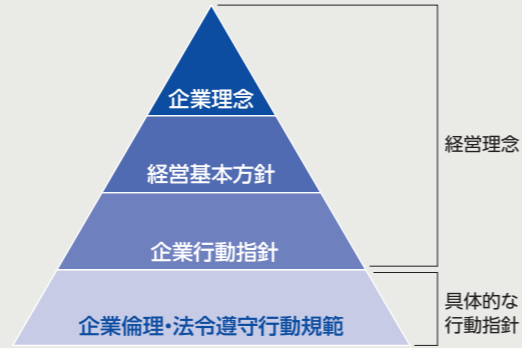 企業理念
経営基本方針
企業行動指針
企業倫理・法令遵守行動規範
経営理念
具体的な
行動指針